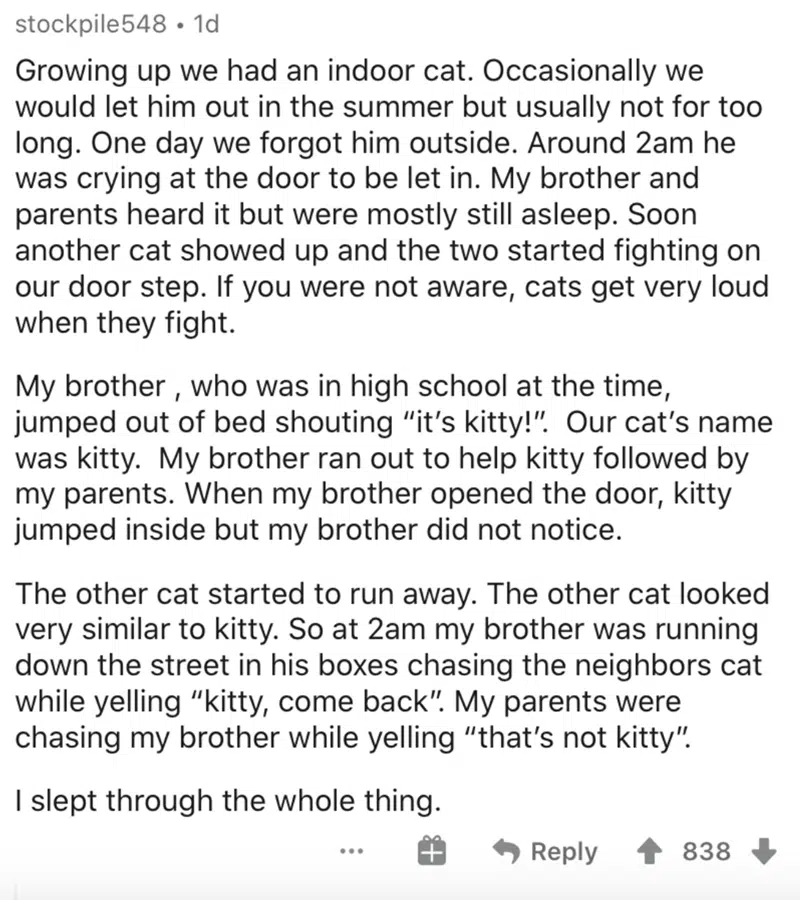 stockpile548 • 1d
Growing up we had an indoor cat. Occasionally we
would let him out in the summer but usually not for too
long. One day we forgot him outside. Around 2am he
was crying at the door to be let in. My brother and
parents heard it but were mostly still asleep. Soon
another cat showed up and the two started fighting on
our door step. If you were not aware, cats get very loud
when they fight.
My brother , who was in high school at the time,
jumped out of bed shouting “it’s kitty!”.  Our cat’s name
was kitty.  My brother ran out to help kitty followed by
my parents. When my brother opened the door, kitty
jumped inside but my brother did not notice.
The other cat started to run away. The other cat looked
very similar to kitty. So at 2am my brother was running
down the street in his boxes chasing the neighbors cat
while yelling “kitty, come back”. My parents were
chasing my brother while yelling “that’s not kitty”.
I slept through the whole thing.
... Reply 838